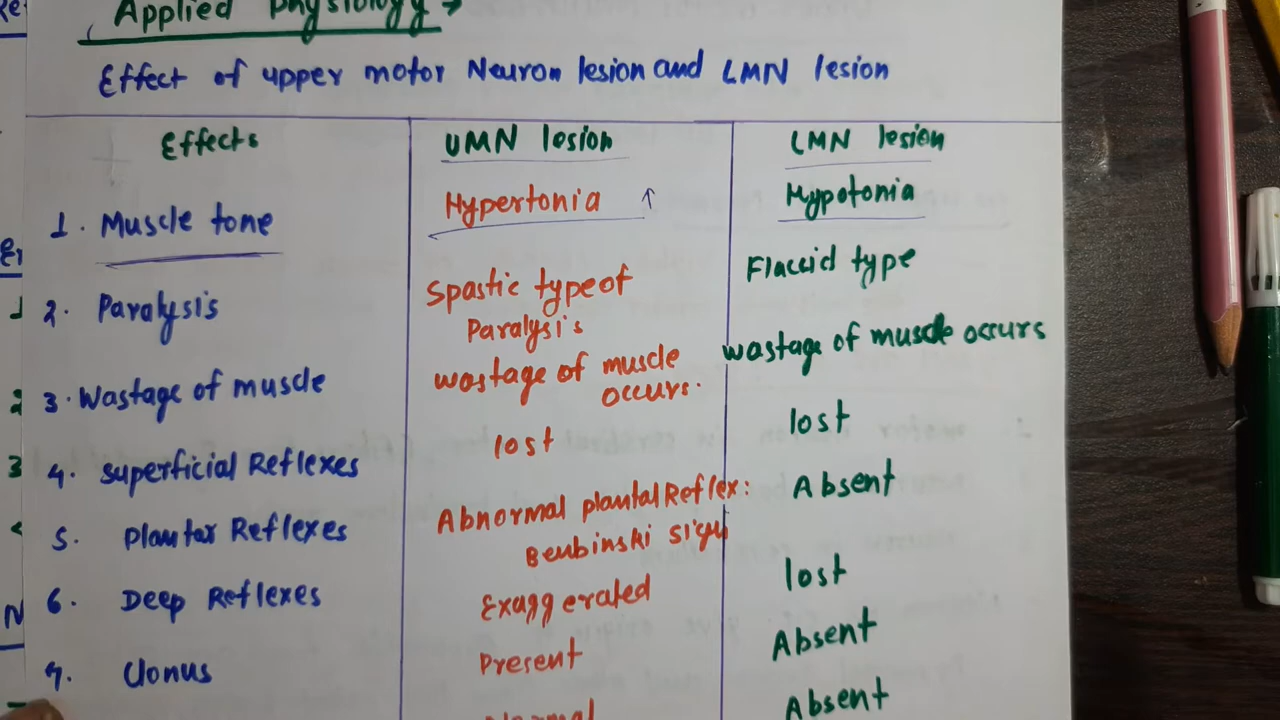 Applied Physiology →
Effect of upper motor Neuron lesion and LMN lesion
Effects UMN lesion LMN lesion
1. Muscle tone Hypertonia ↑ Hypotonia
2. Paralysis Spastic type of Flaccid type
Paralysis
3. Wastage of muscle wastage of muscle wastage of muscle occurs
occurs.
4. superficial Reflexes lost lost
5. Plantar Reflexes Abnormal plantal Reflex: Absent
Beubinski sign
6. Deep Reflexes Exaggerated lost
7. Clonus Present Absent
Absent